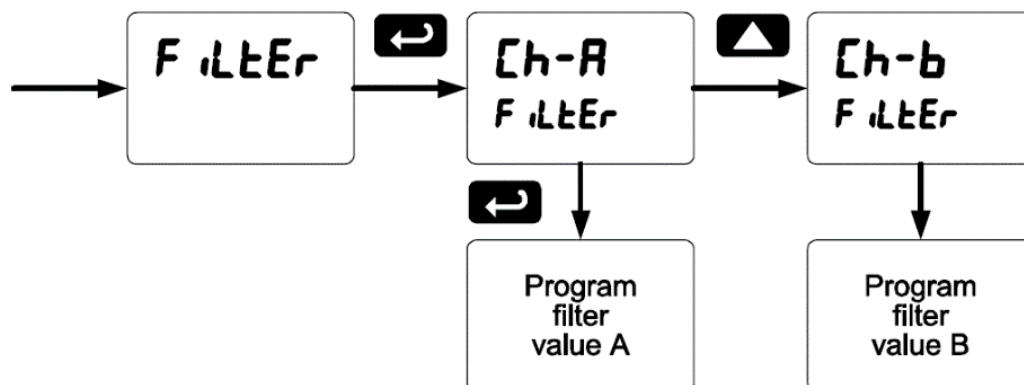 FiLtEr
Ch-A
FiLtEr
Ch-b
FiLtEr
Program
filter
value A
Program
filter
value B